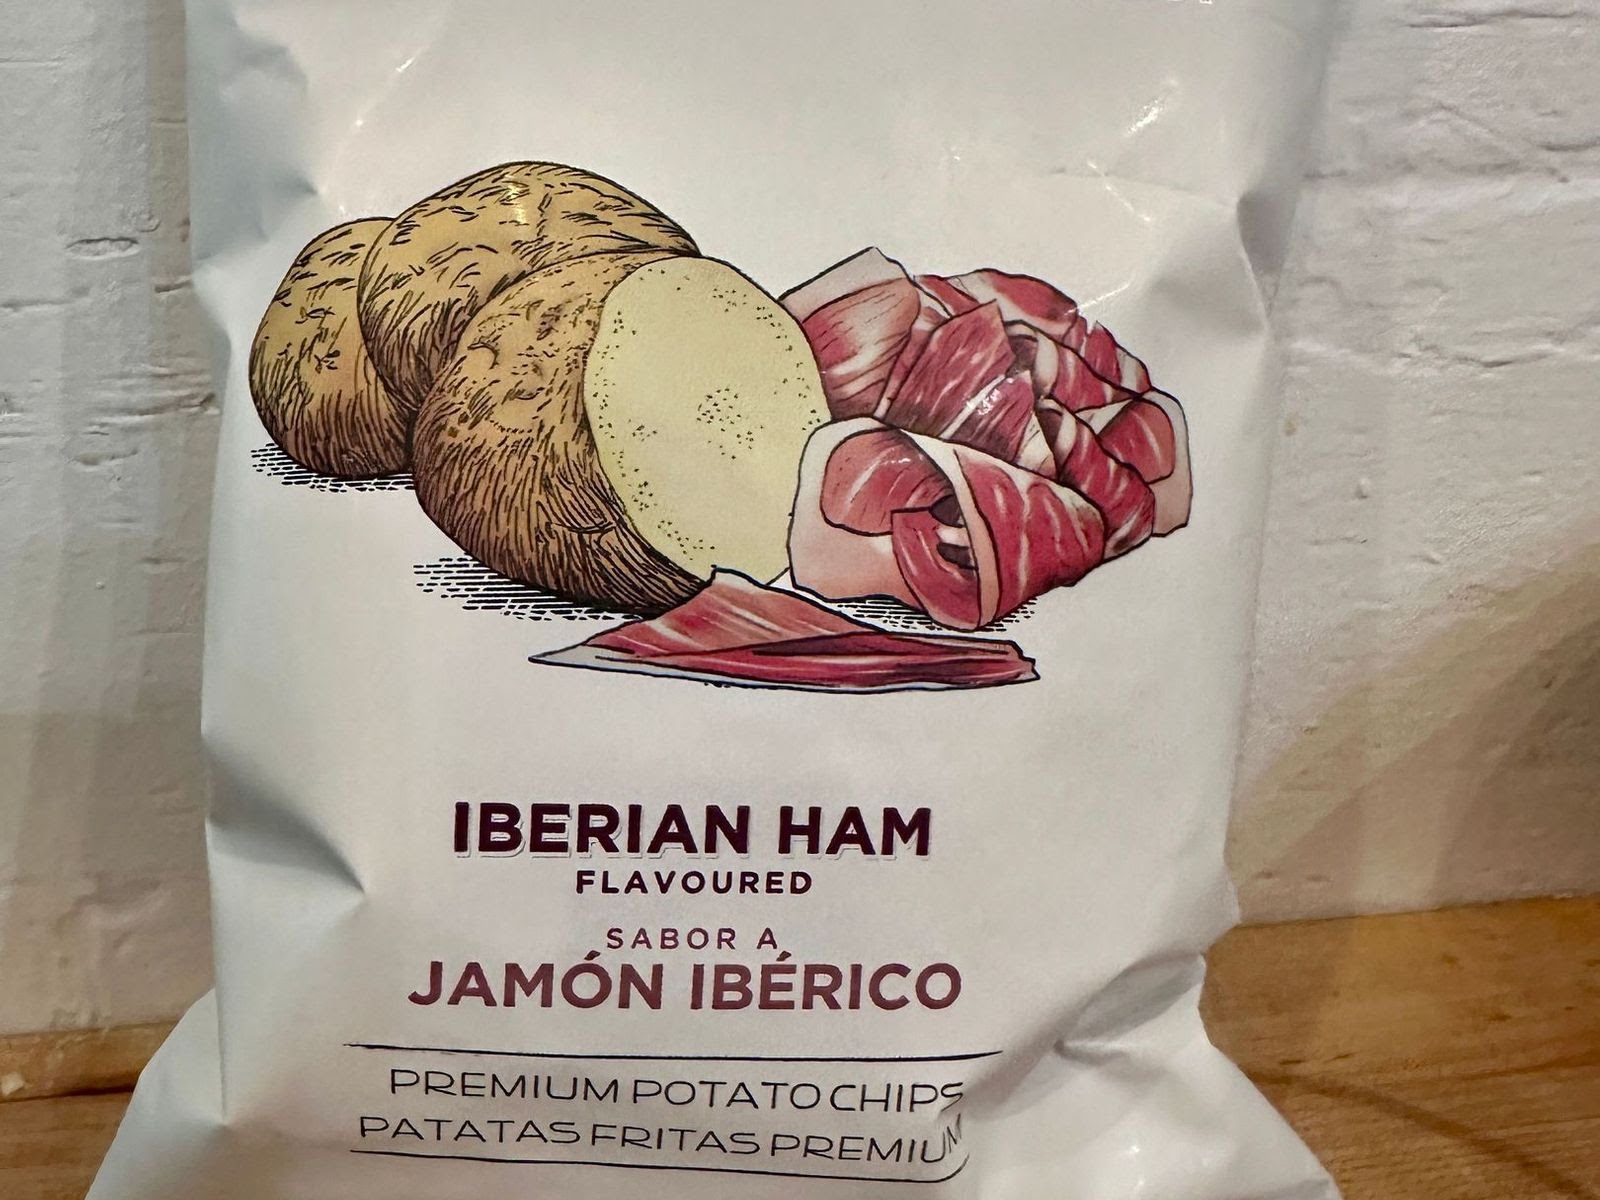 IBERIAN HAM
FLAVOURED
SABOR A
JAMÓN IBÉRICO
PREMIUM POTATO CHIPS
PATATAS FRITAS PREMIUM